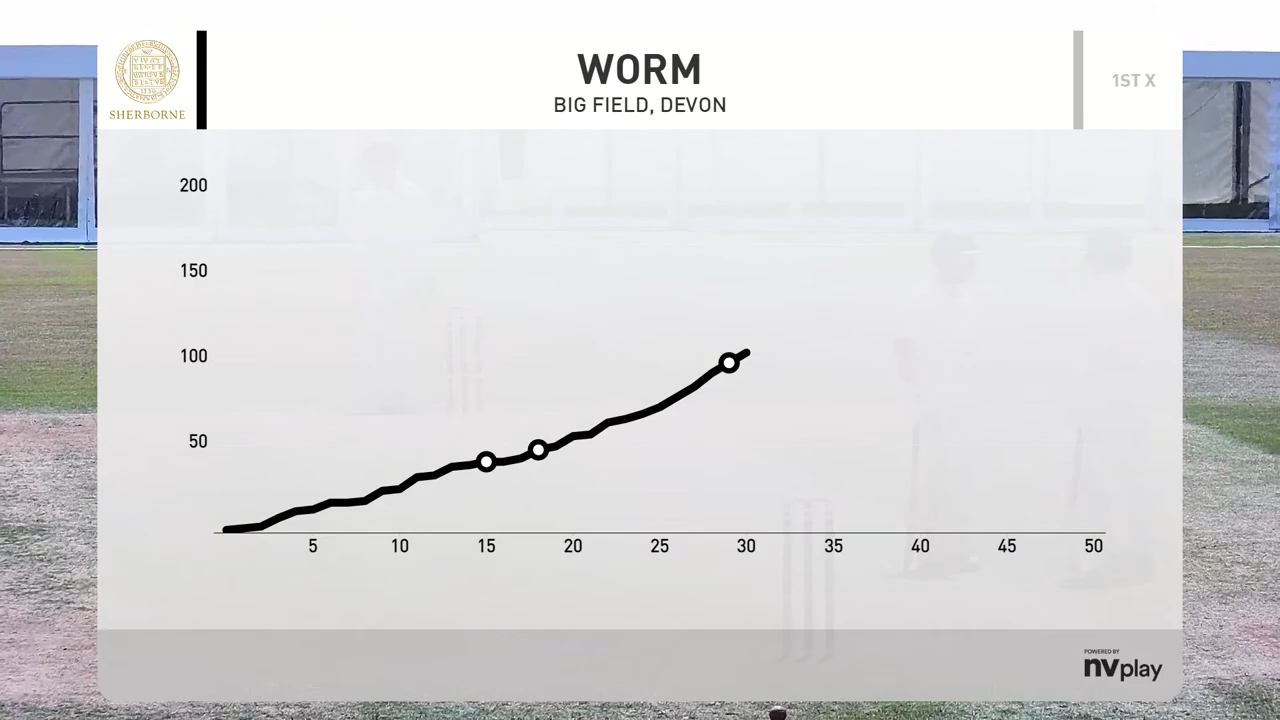 SHERBORNE
WORM
BIG FIELD, DEVON
1ST X
200
150
100
50
5 10 15 20 25 30 35 40 45 50
POWERED BY
nvplay